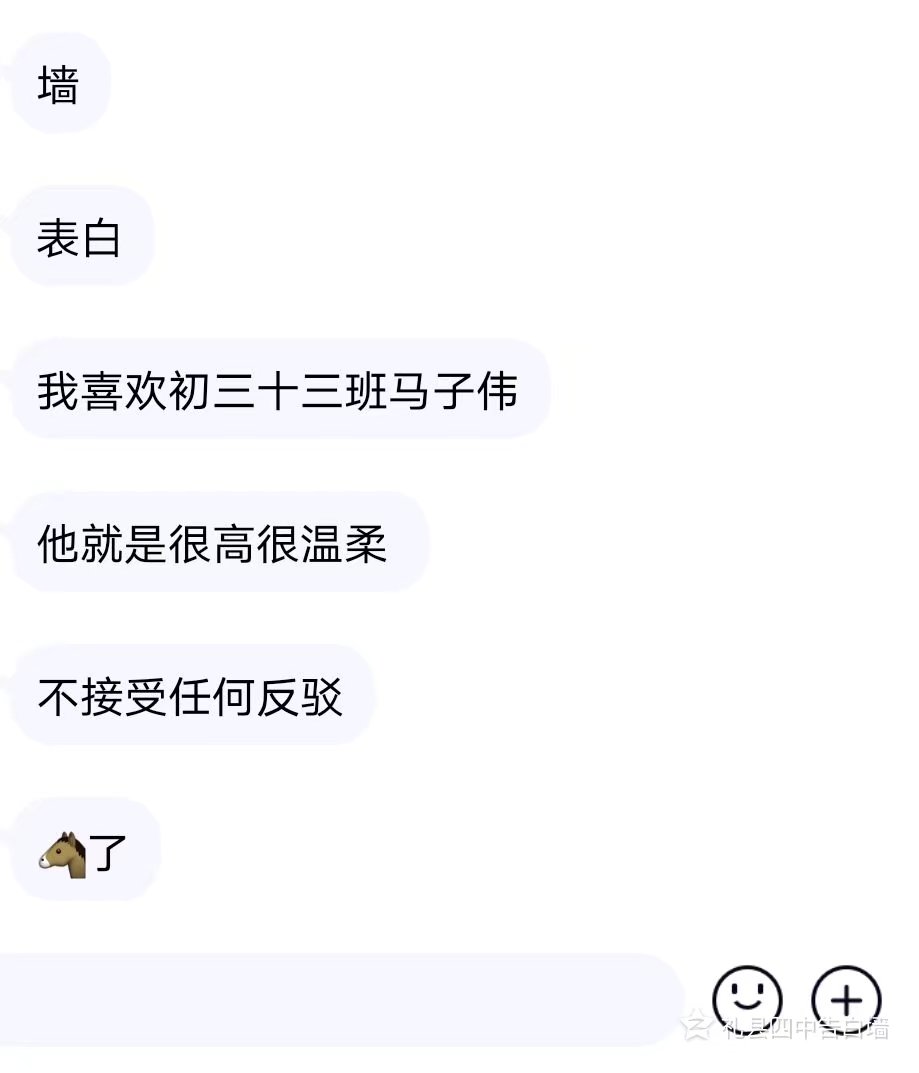 墙
表白
我喜欢初三十三班马子伟
他就是很高很温柔
不接受任何反驳
🐴了
礼县四中告白墙